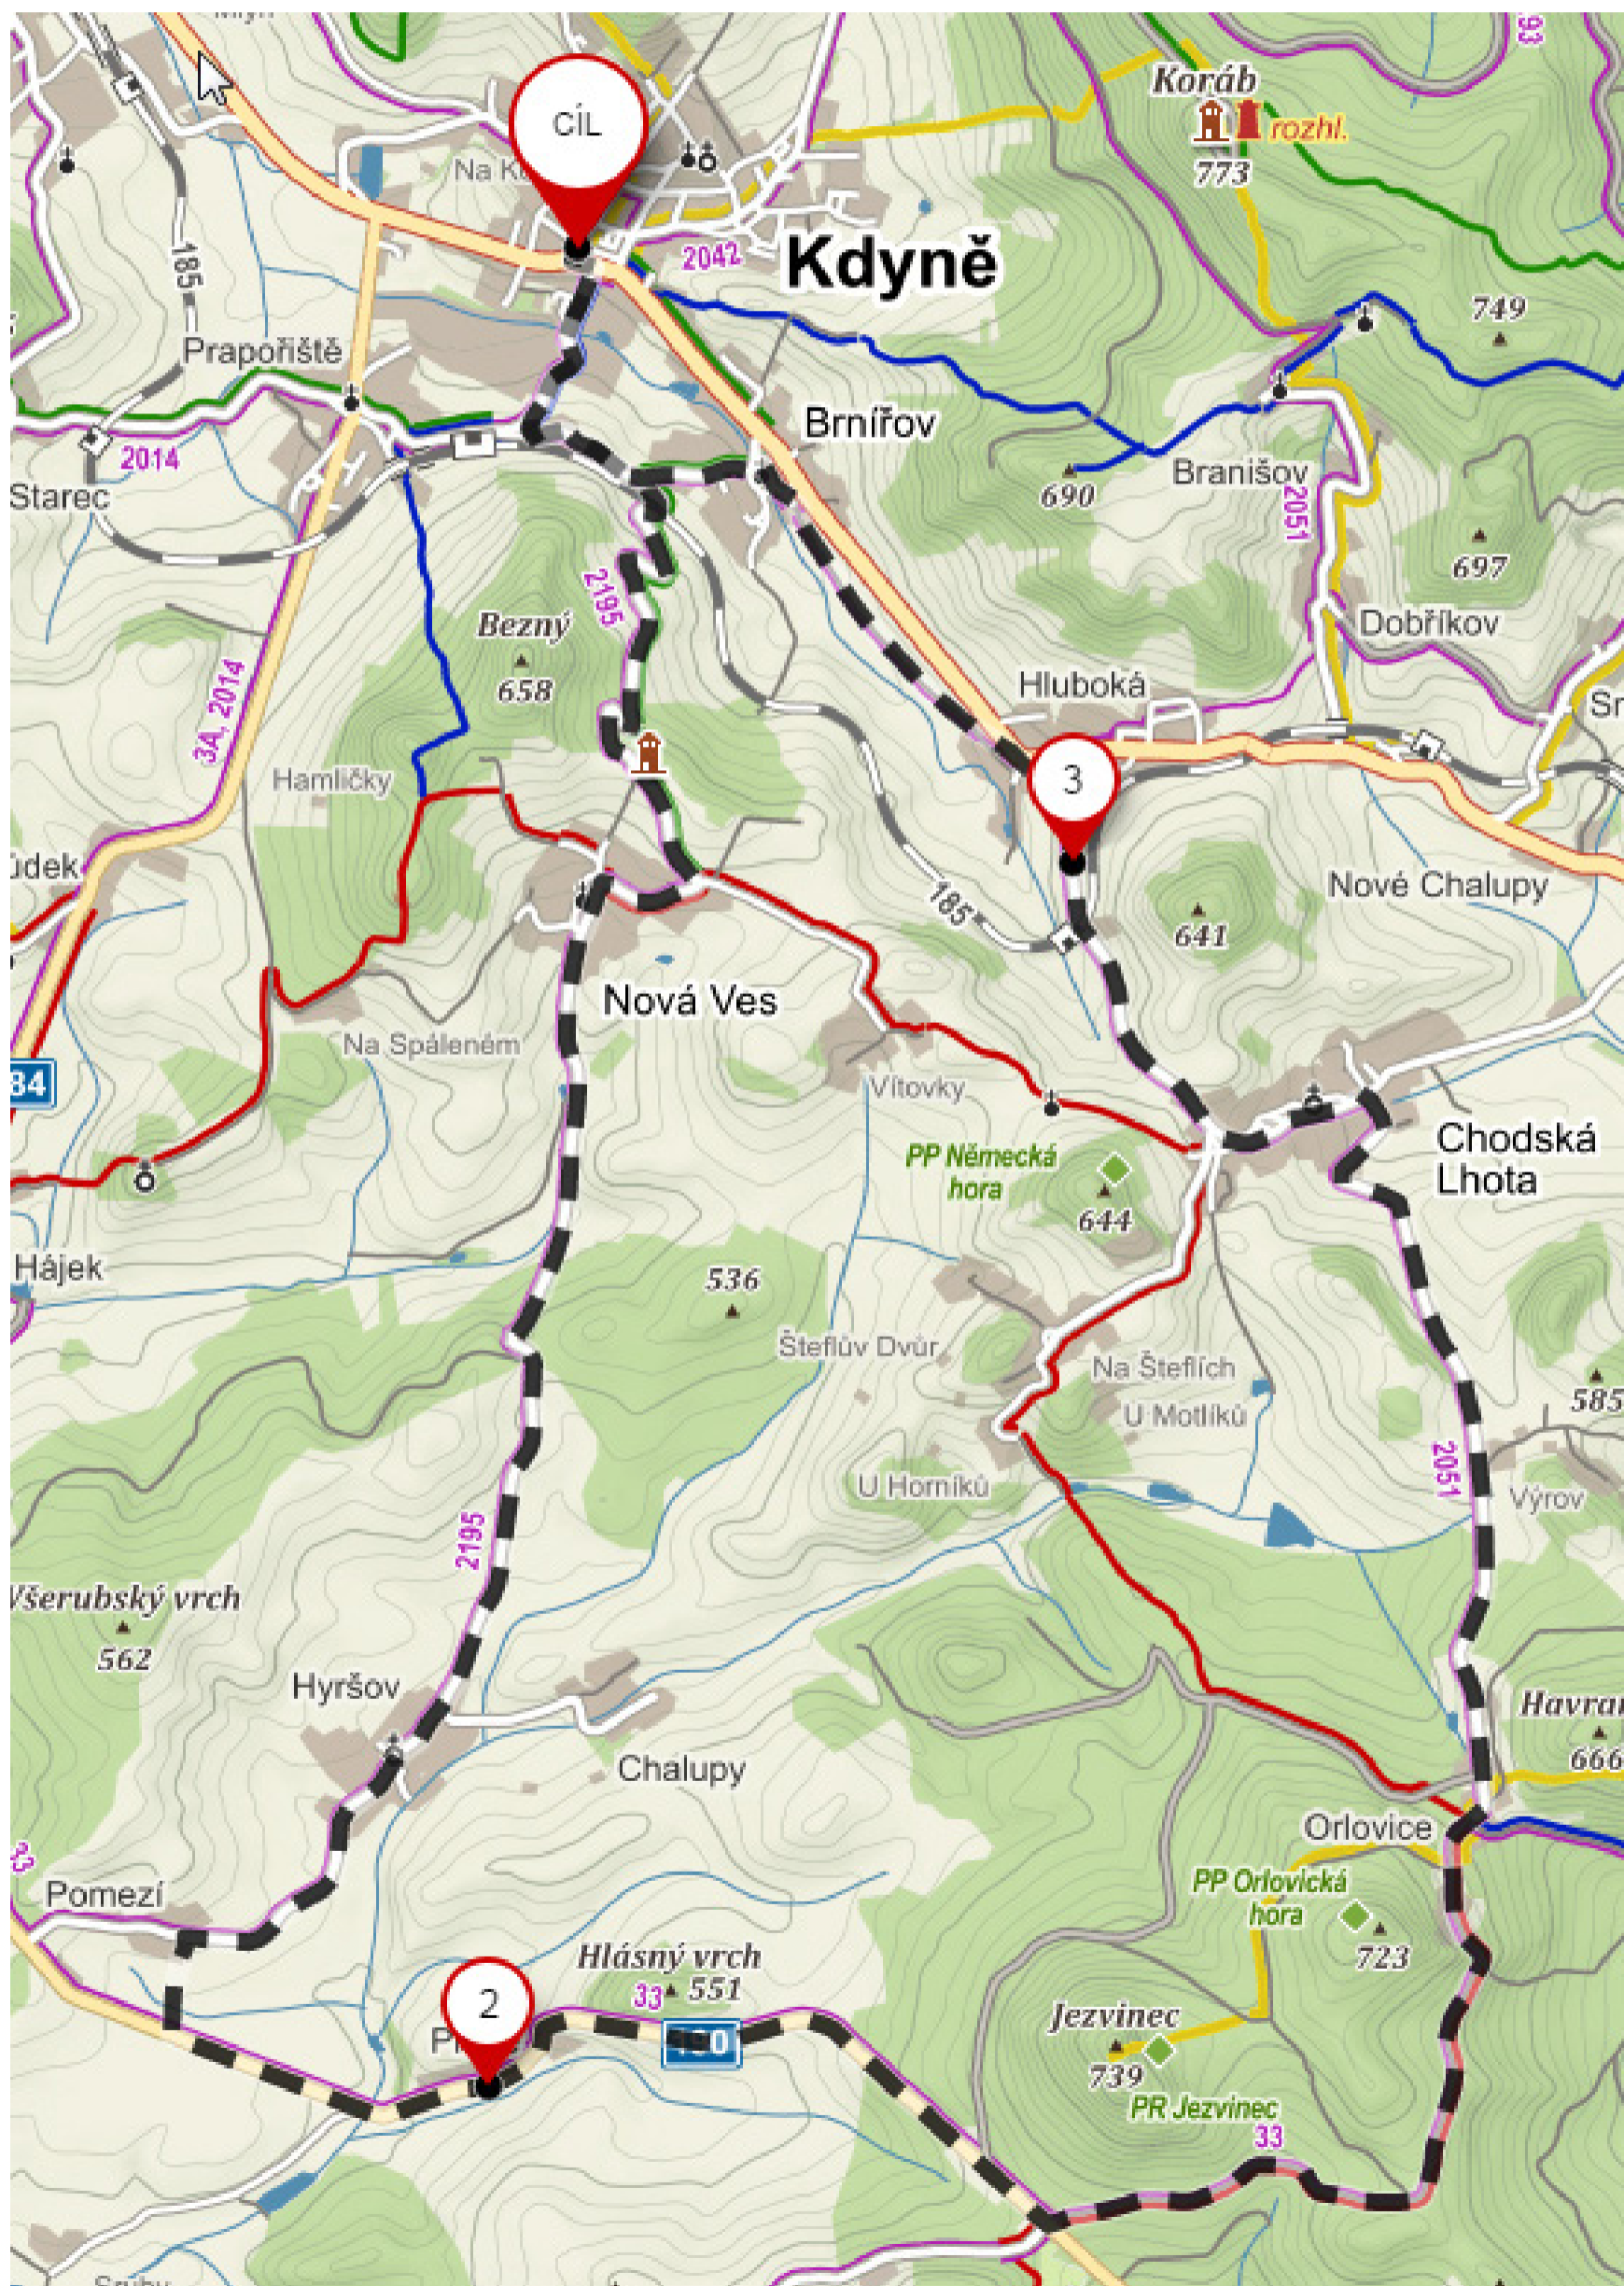 93
Koráb
rozhl.
773
CÍL
2042
Kdyně
185
749
Prapořiště
Brnířov
2014
Branišov
690
2051
Starec
697
2195
Bezný
658
Dobříkov
Hluboká
3A, 2014
Hamličky
3
Nové Chalupy
185
641
Nová Ves
Na Spáleném
84
Vítovky
Chodská
Lhota
PP Německá
hora
644
Hájek
536
Šteflův Dvůr
Na Šteflích
585
U Motlíků
2051
U Horníků
Výrov
2195
Všerubský vrch
562
Hyršov
666
Chalupy
Orlovice
33
Pomezí
PP Orlovická
hora
723
Hlásný vrch
33 551
2
Jezvinec
739
PR Jezvinec
33